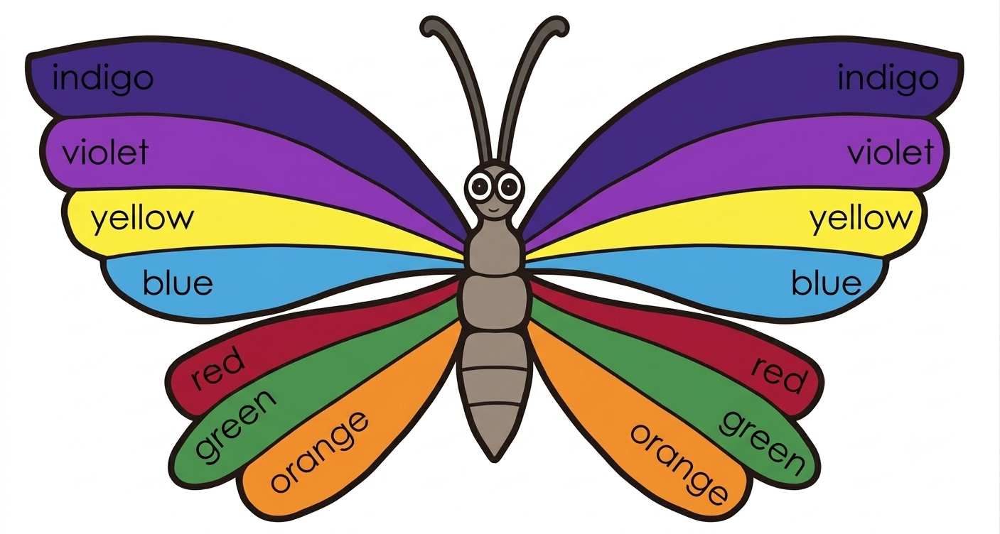 indigo
indigo
violet
violet
yellow
yellow
blue
blue
red
red
green
green
orange
orange